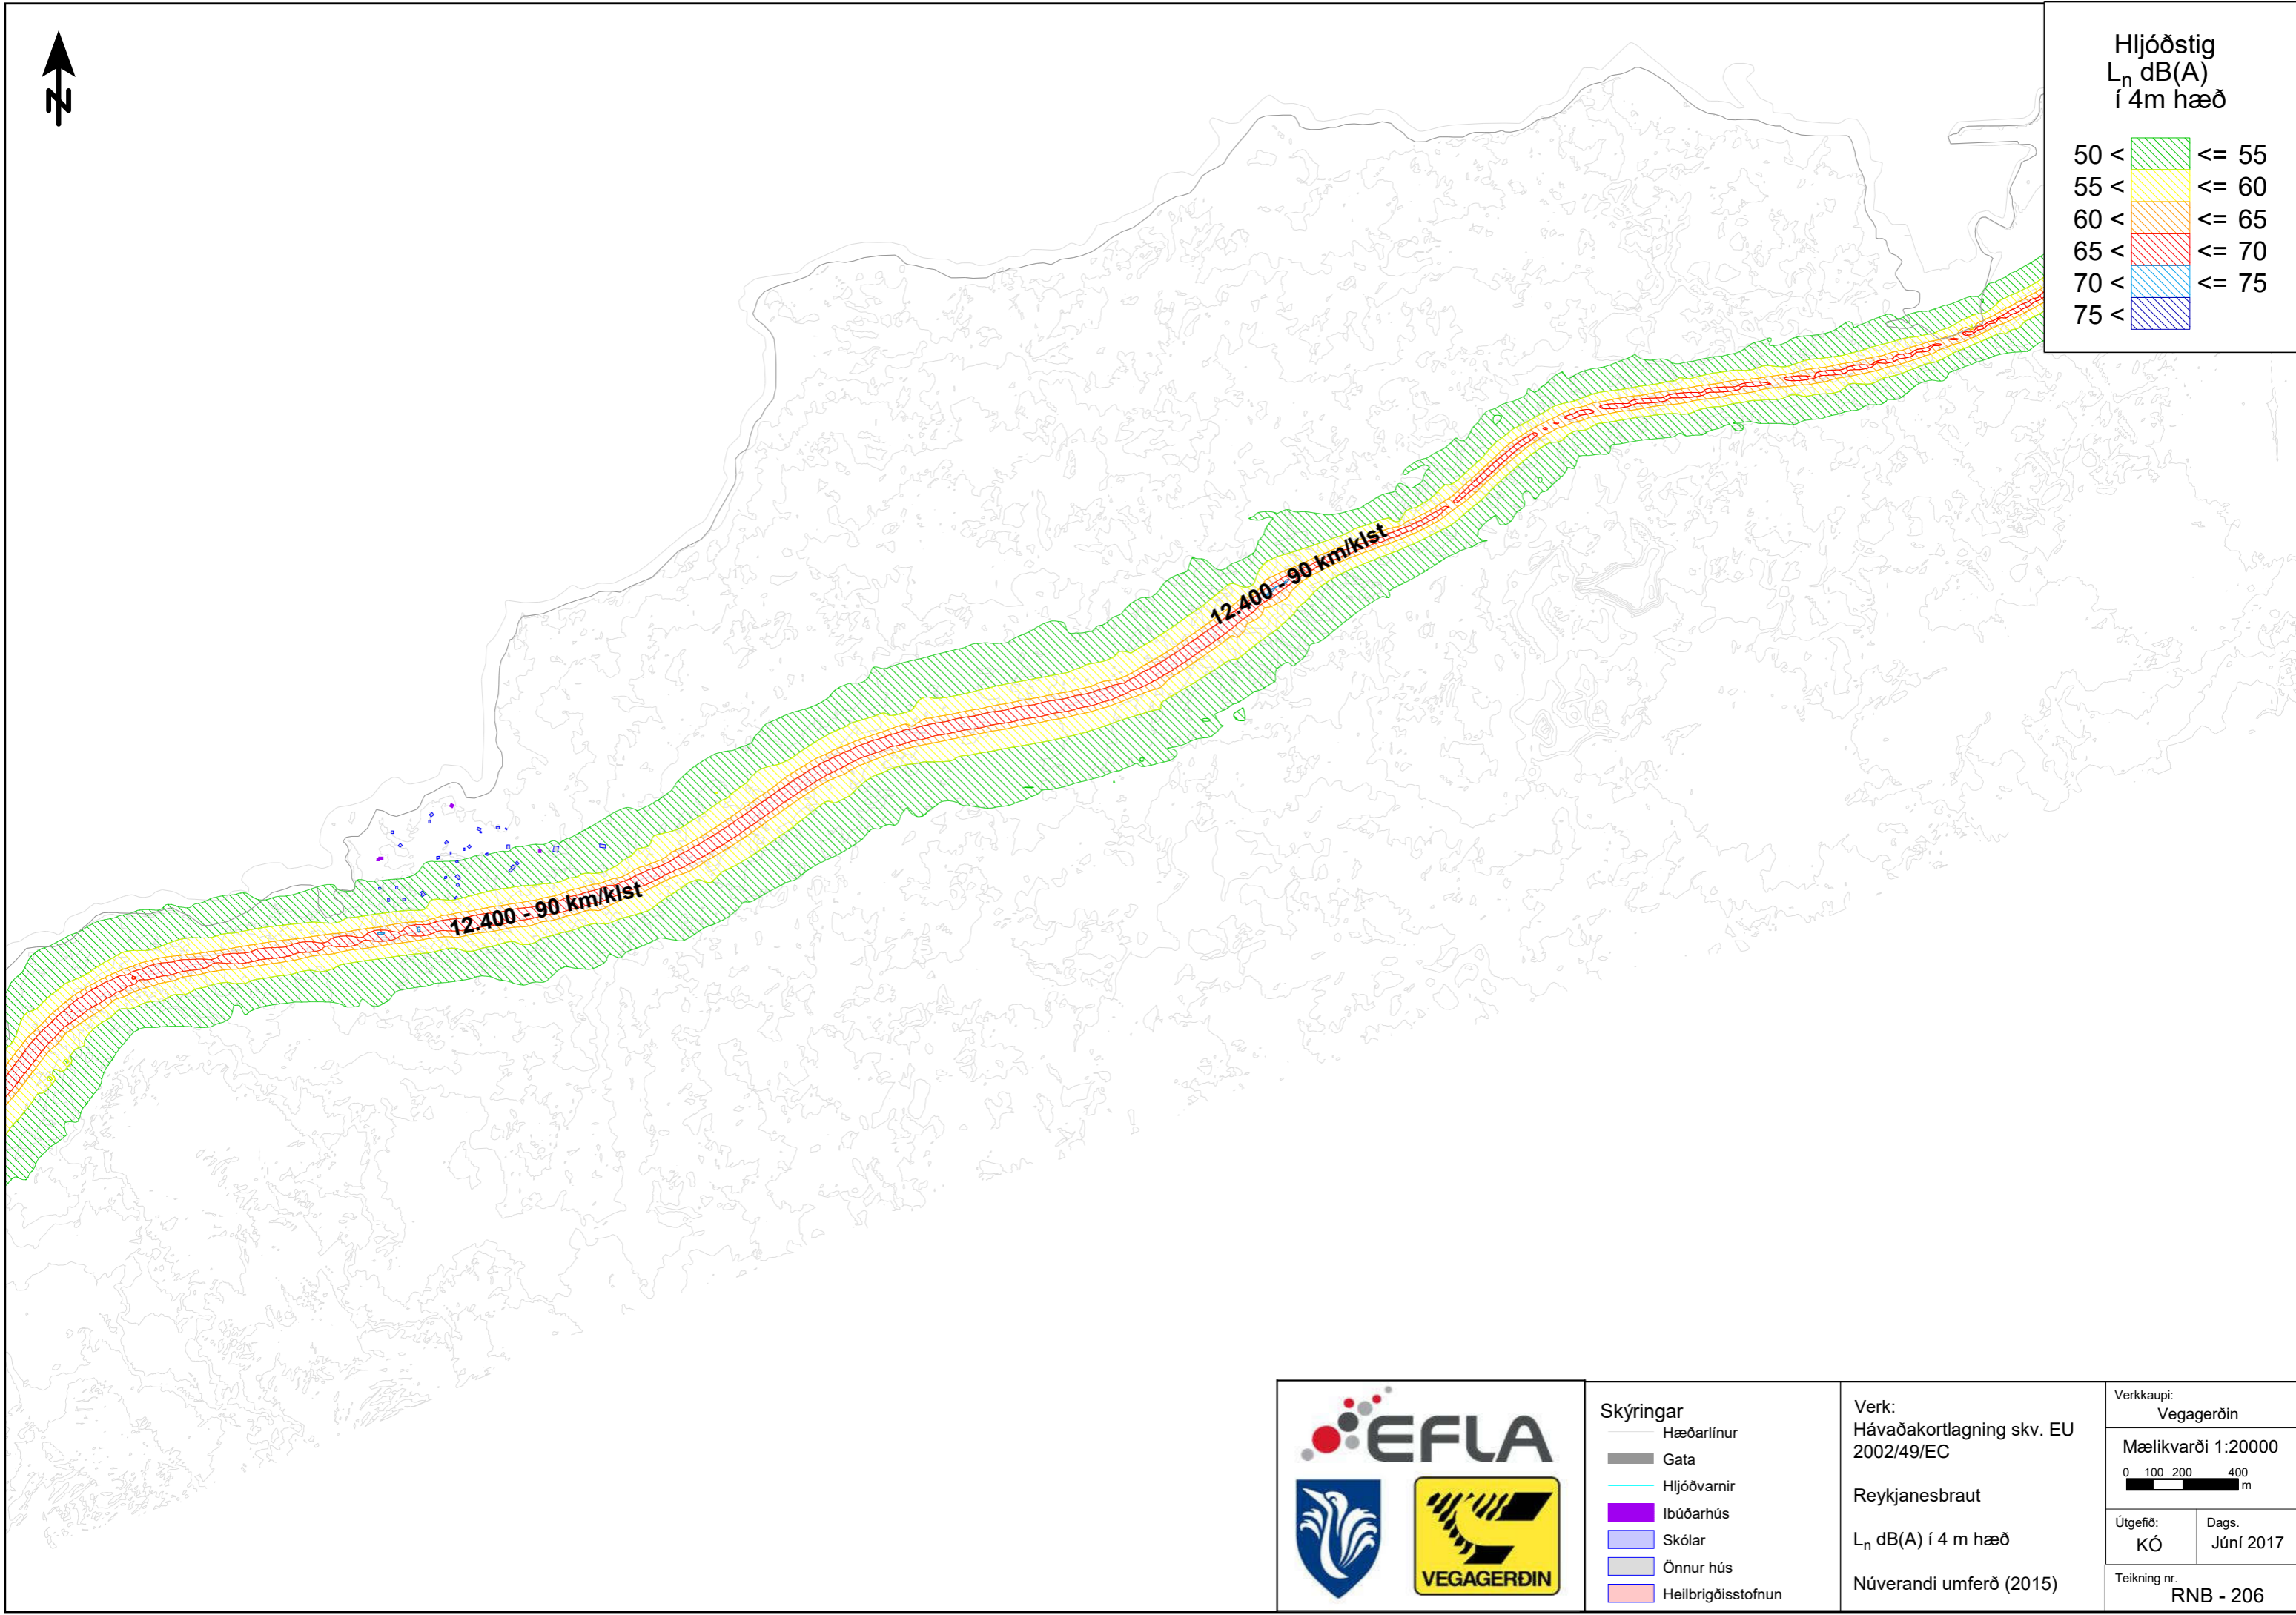 N
Hljóðstig
Ln dB(A)
í 4m hæð
50 < <= 55
55 < <= 60
60 < <= 65
65 < <= 70
70 < <= 75
75 <
12.400 - 90 km/klst
12.400 - 90 km/klst
EFLA
VEGAGERÐIN
Skýringar
Hæðarlínur
Gata
Hljóðvarnir
Ibúðarhús
Skólar
Önnur hús
Heilbrigðisstofnun
Verk:
Hávaðakortlagning skv. EU
2002/49/EC
Reykjanesbraut
Ln dB(A) í 4 m hæð
Núverandi umferð (2015)
Verkkaupi:
Vegagerðin
Mælikvarði 1:20000
0 100 200 400
m
Útgefið:
KÓ
Dags.
Júní 2017
Teikning nr.
RNB - 206